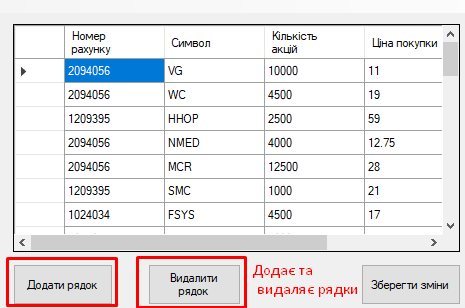 Номер рахунку Символ Кількість акцій Ціна покупки
2094056 VG 10000 11
2094056 WC 4500 19
1209395 HHOP 2500 59
2094056 NMED 4000 12.75
2094056 MCR 12500 28
1209395 SMC 1000 21
1024034 FSYS 4500 17
Додати рядок
Видалити
рядок
Додає та
видаляє рядки
Зберегти зміни